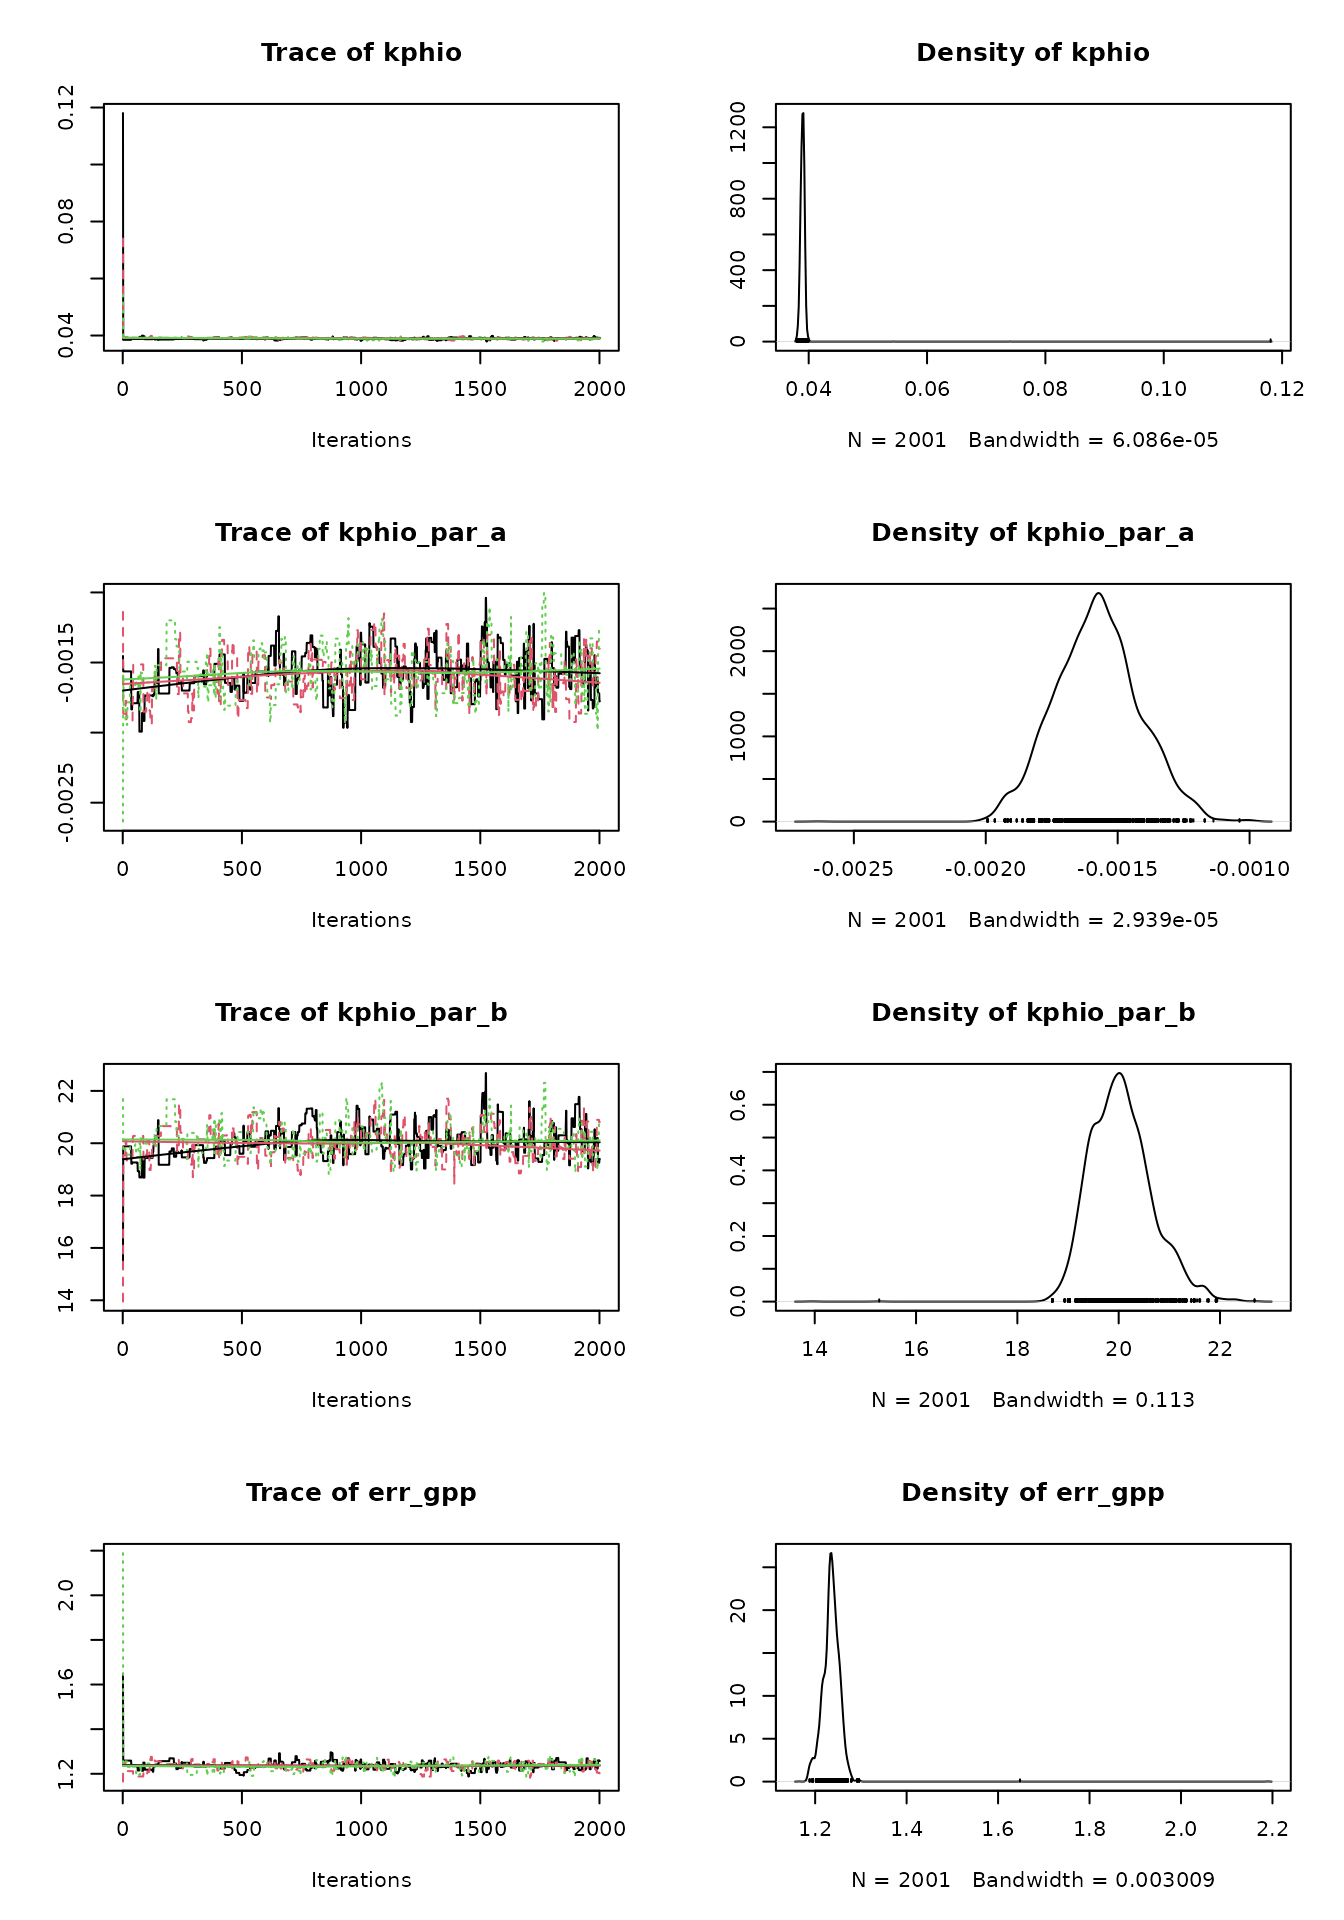 Trace of kphio
0.12
0.08
0.04
0 500 1000 1500 2000
Iterations
Density of kphio
1200
800
400
0
0.04 0.06 0.08 0.10 0.12
N = 2001 Bandwidth = 6.086e-05
Trace of kphio_par_a
-0.0015
-0.0025
0 500 1000 1500 2000
Iterations
Density of kphio_par_a
2000
1000
0
-0.0025 -0.0020 -0.0015 -0.0010
N = 2001 Bandwidth = 2.939e-05
Trace of kphio_par_b
22
20
18
16
14
0 500 1000 1500 2000
Iterations
Density of kphio_par_b
0.6
0.4
0.2
0.0
14 16 18 20 22
N = 2001 Bandwidth = 0.113
Trace of err_gpp
2.0
1.6
1.2
0 500 1000 1500 2000
Iterations
Density of err_gpp
20
10
5
0
1.2 1.4 1.6 1.8 2.0 2.2
N = 2001 Bandwidth = 0.003009